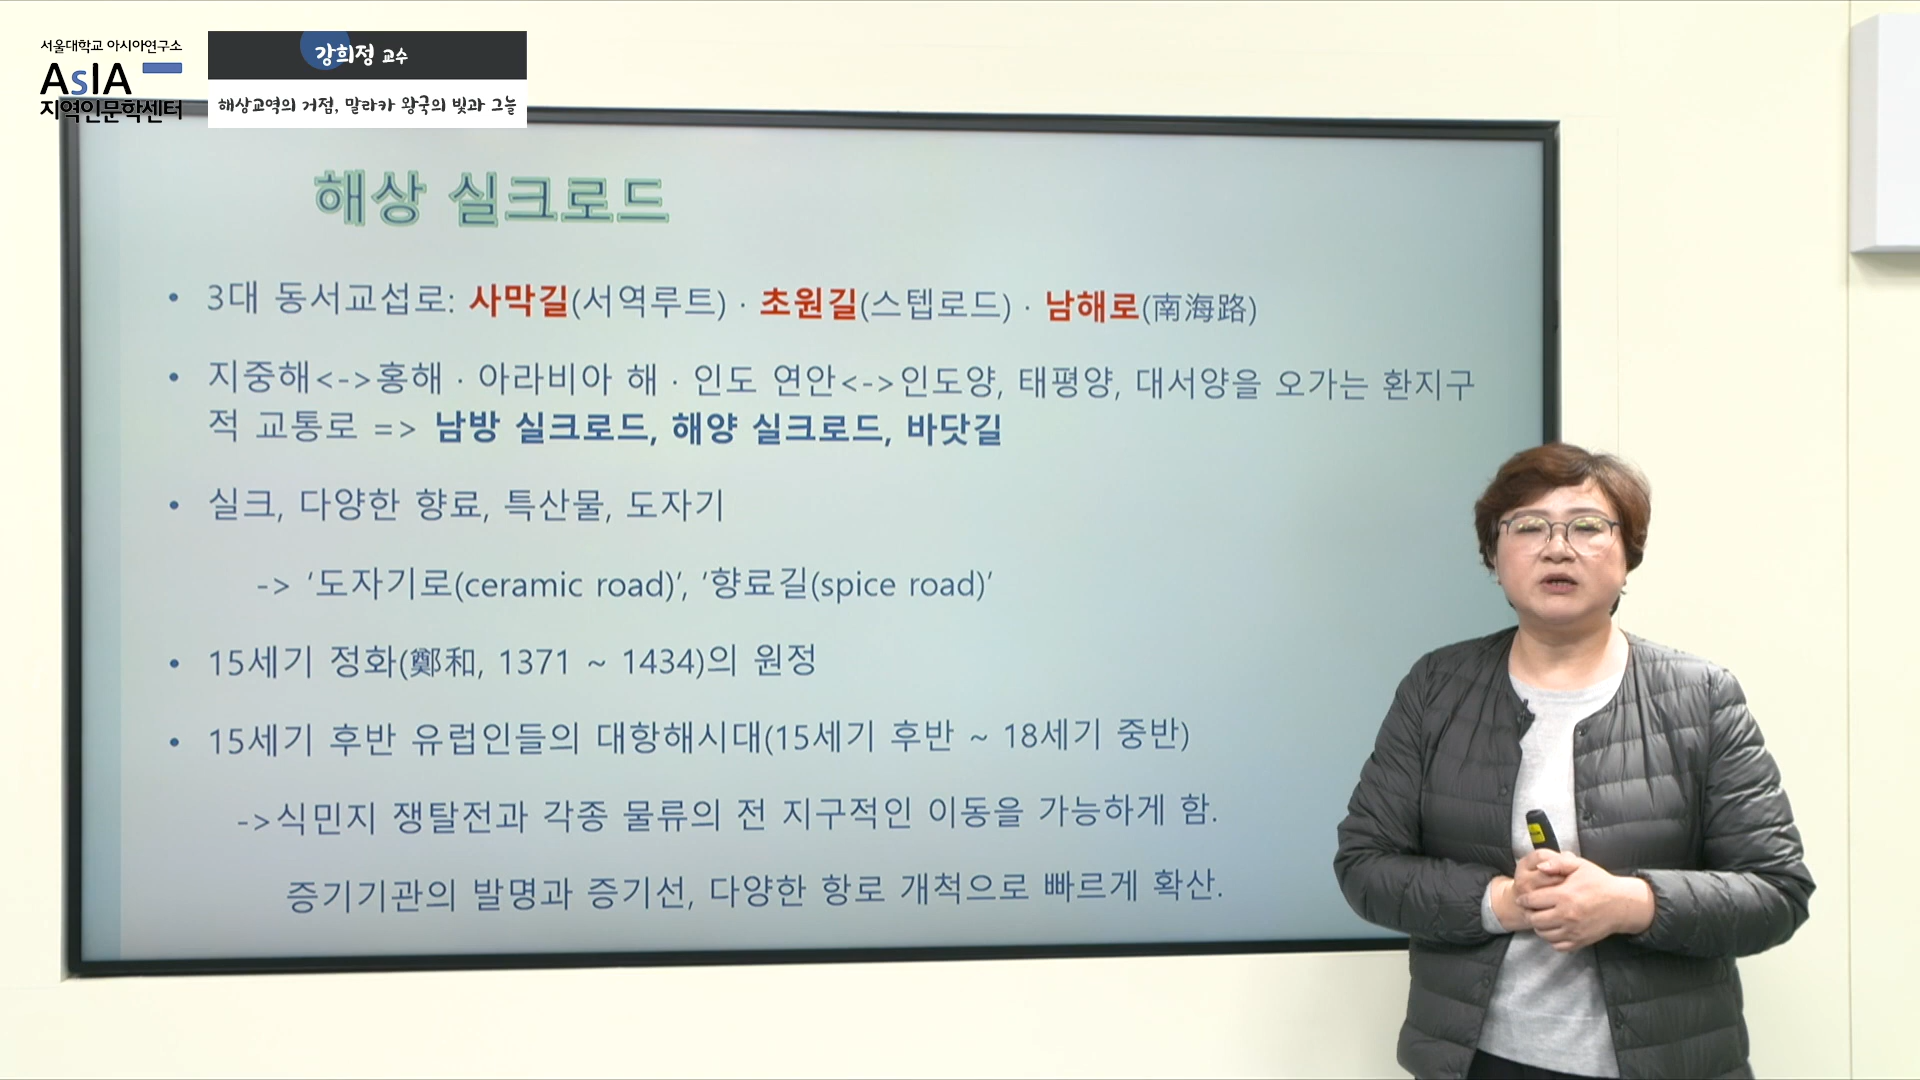 서울대학교 아시아연구소
AsIA
지역인문학센터
강희정 교수
해상교역의 거점, 말라카 왕국의 빛과 그늘
해상 실크로드
• 3대 동서교섭로: 사막길(서역루트) · 초원길(스텝로드) · 남해로(南海路)
• 지중해<->홍해 · 아라비아 해 · 인도 연안<->인도양, 태평양, 대서양을 오가는 환지구
적 교통로 => 남방 실크로드, 해양 실크로드, 바닷길
• 실크, 다양한 향료, 특산물, 도자기
-> ‘도자기로(ceramic road)’, ‘향료길(spice road)’
• 15세기 정화(鄭和, 1371 ~ 1434)의 원정
• 15세기 후반 유럽인들의 대항해시대(15세기 후반 ~ 18세기 중반)
->식민지 쟁탈전과 각종 물류의 전 지구적인 이동을 가능하게 함.
증기기관의 발명과 증기선, 다양한 항로 개척으로 빠르게 확산.